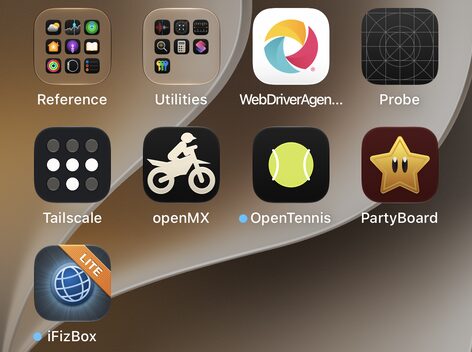 Reference
Utilities
WebDriverAgen...
Probe
Tailscale
openMX
OpenTennis
PartyBoard
LITE
iFizBox